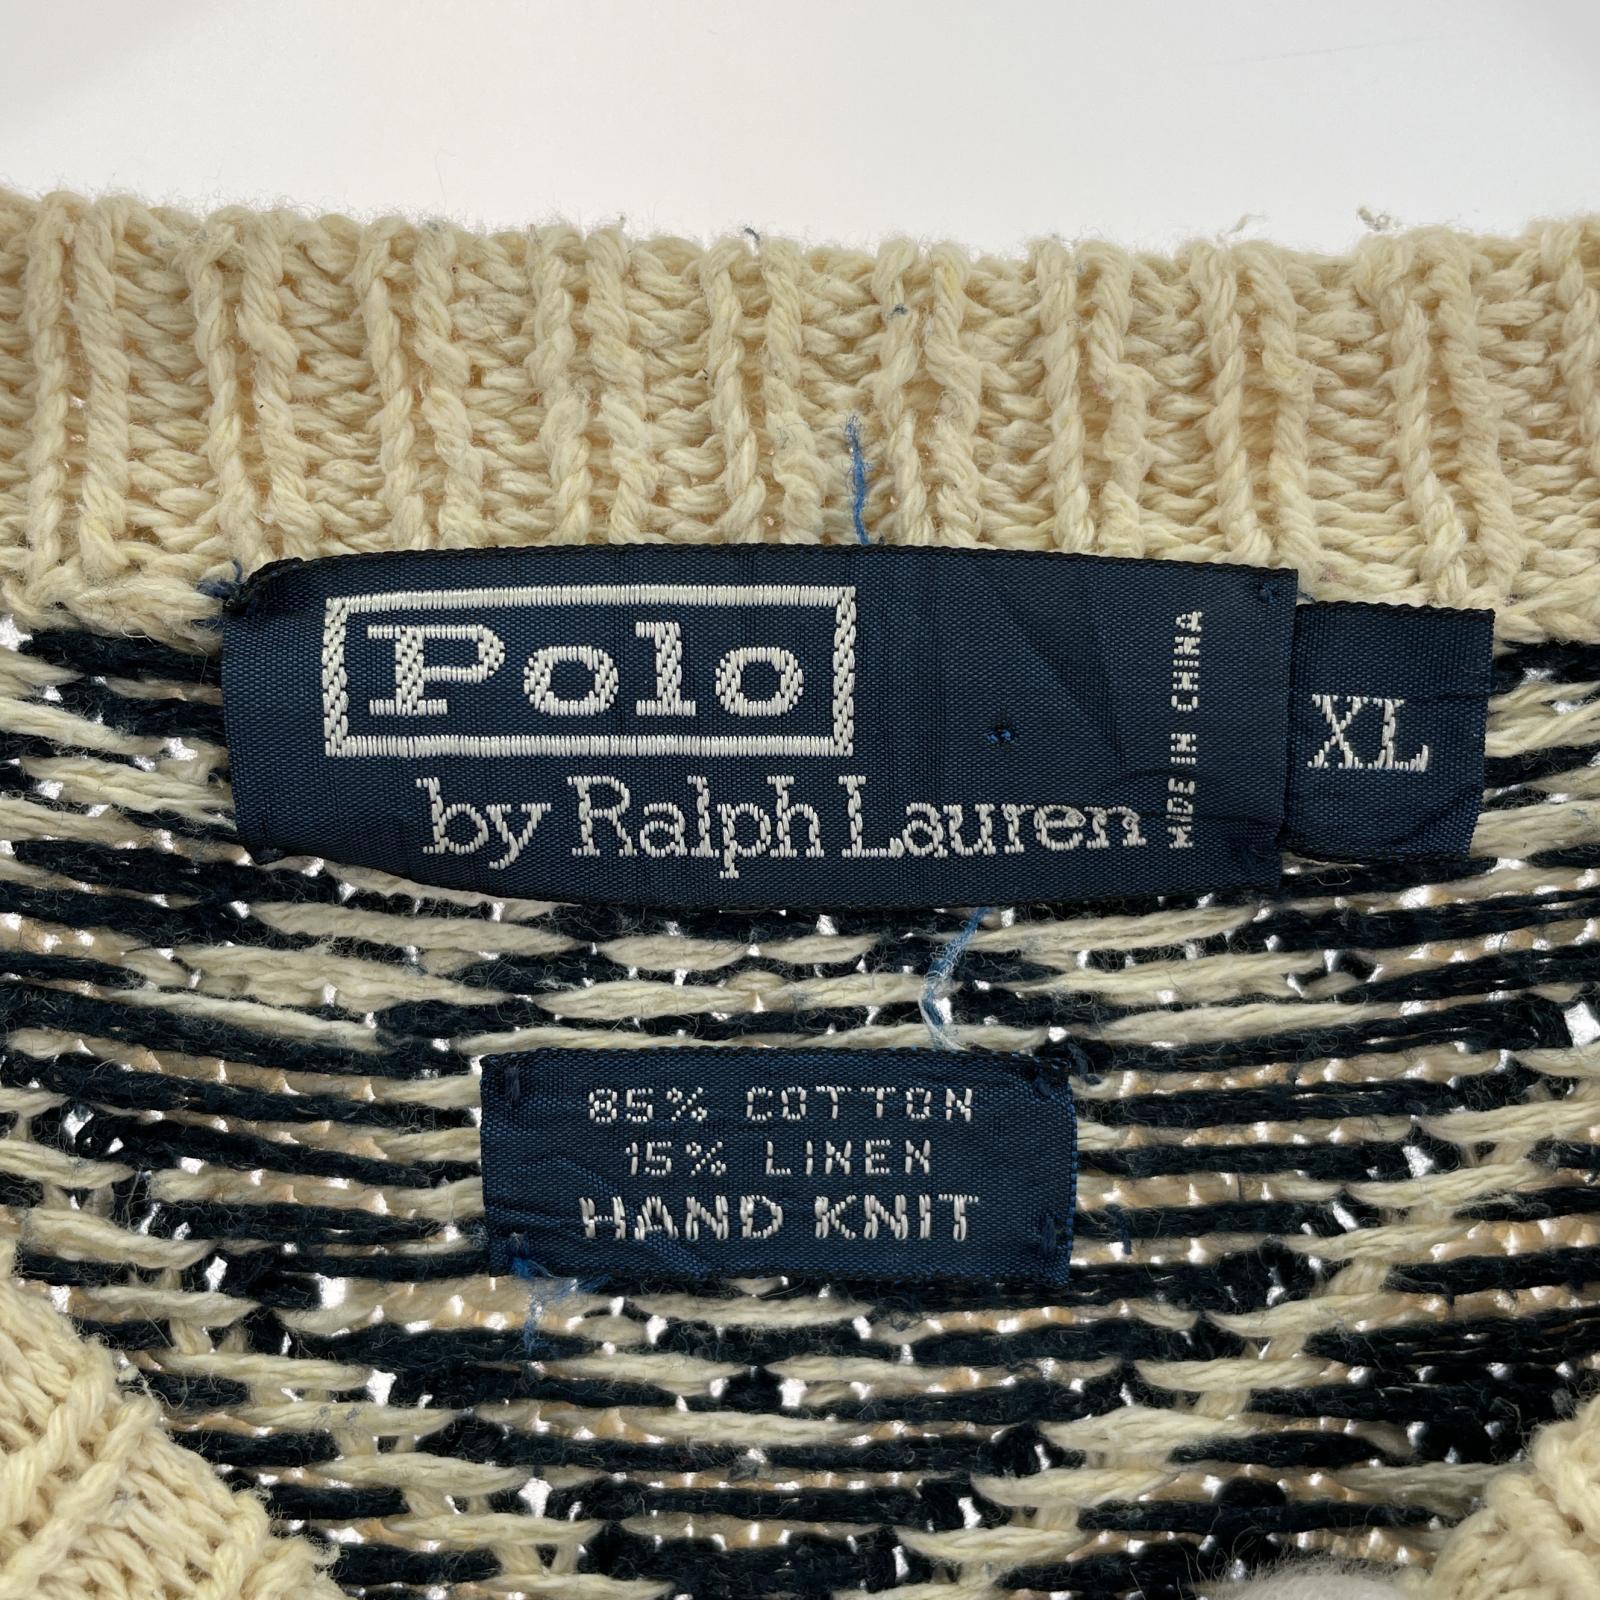 Polo
by Ralph Lauren
MADE IN CHINA
XL
85% COTTON
15% LINEN
HAND KNIT